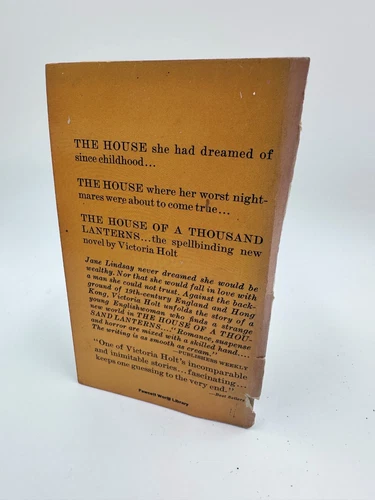 THE HOUSE she had dreamed of
since childhood...
THE HOUSE where her worst night-
mares were about to come true...
THE HOUSE OF A THOUSAND
LANTERNS...the spellbinding new
novel by Victoria Holt
Jane Lindsay never dreamed she would be
wealthy. Nor that she would fall in love with
a man she could not trust. Against the back-
ground of 19th-century England and Hong
Kong, Victoria Holt unfolds the story of a
young Englishwoman who finds a strange
new world in THE HOUSE OF A THOU-
SAND LANTERNS..."Romance, suspense
and horror are mixed with a skilled hand....
The writing is as smooth as cream."
—PUBLISHERS WEEKLY
"One of Victoria Holt's incomparable
and inimitable stories...fascinating...
keeps one guessing to the very end."
—Best Sellers
Fawcett World Library